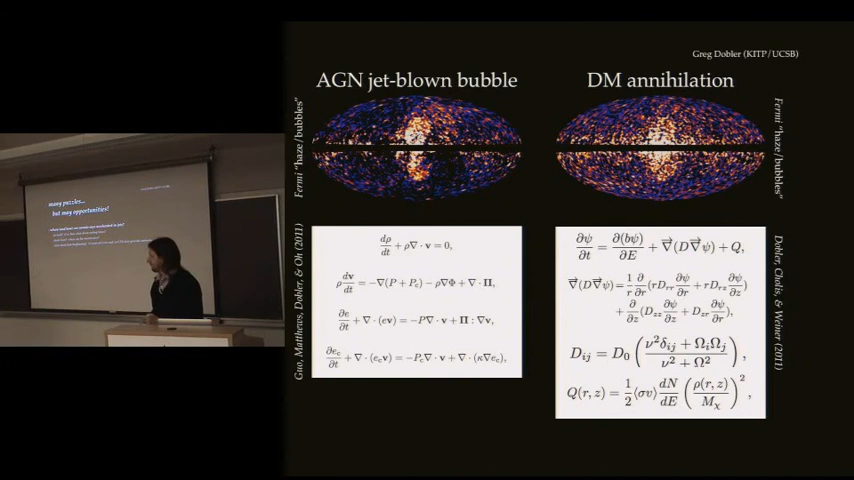 Greg Dobler (KITP/UCSB)
AGN jet-blown bubble
DM annihilation
Fermi "haze/bubbles"
Fermi "haze/bubbles"
Guo, Matthews, Dobler, & Oh (2011)
dρ/dt + ρ∇ · v = 0,
ρ dv/dt = −∇(P + P_c) − ρ∇Φ + ∇ · Π,
∂e/∂t + ∇ · (ev) = −P∇ · v + Π : ∇v,
∂e_c/∂t + ∇ · (e_c v) = −P_c∇ · v + ∇ · (κ∇e_c),
∂ψ/∂t = ∂(bψ)/∂E + ∇⃗(D∇⃗ψ) + Q,
∇⃗(D∇⃗ψ) = 1/r ∂/∂r (rD_rr ∂ψ/∂r + rD_rz ∂ψ/∂z)
+ ∂/∂z (D_zz ∂ψ/∂z + D_zr ∂ψ/∂r),
D_ij = D_0 ( (ν²δ_ij + Ω_iΩ_j) / (ν² + Ω²) ),
Q(r, z) = 1/2 ⟨σv⟩ dN/dE ( ρ(r, z) / M_χ )²,
Dobler, Cholis, & Weiner (2011)
many puzzles...
but may opportunities!